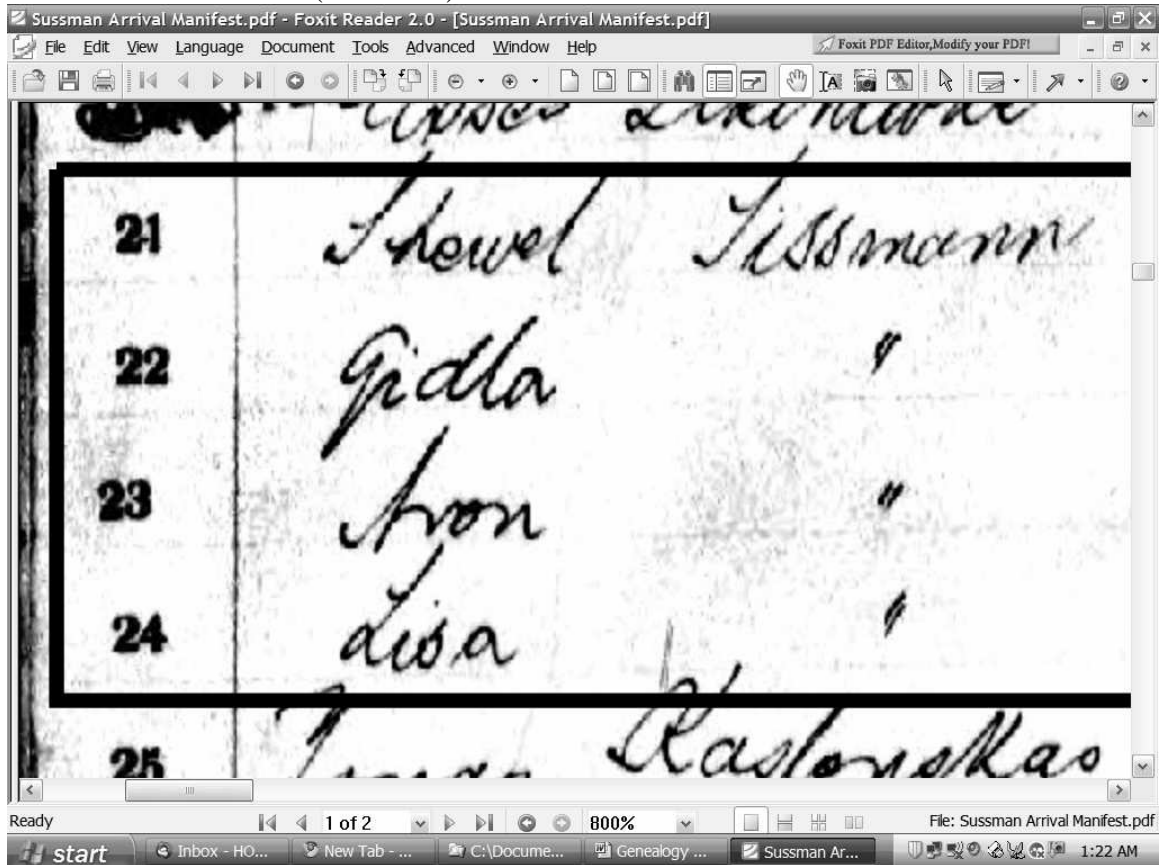 Sussman Arrival Manifest.pdf - Foxit Reader 2.0 - [Sussman Arrival Manifest.pdf]
File Edit View Language Document Tools Advanced Window Help
Foxit PDF Editor,Modify your PDF!
21 Shewel Sissmann
22 Gidla "
23 Aron "
24 Lisa "
25
Ready 1 of 2 800% File: Sussman Arrival Manifest.pdf
start Inbox - HO... New Tab - ... C:\Docume... Genealogy ... Sussman Ar... 1:22 AM